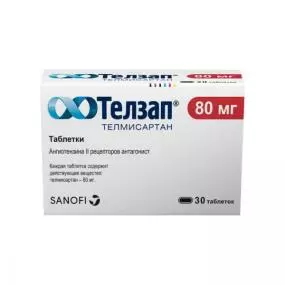 Телзап®
80 мг
ТЕЛМИСАРТАН
Таблетки
Ангиотензина II рецепторов антагонист
Каждая таблетка содержит
действующее вещество:
телмисартан – 80 мг.
SANOFI
30 таблеток